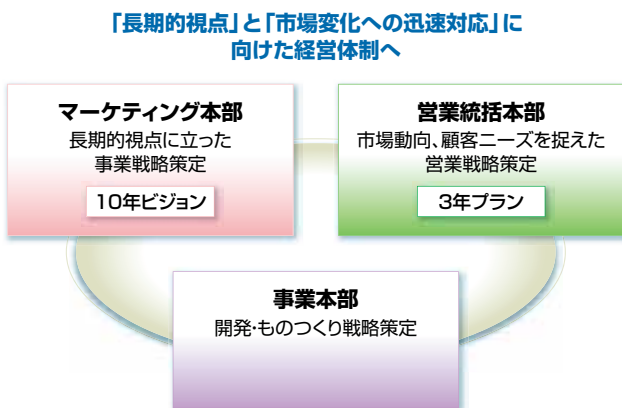 「長期的視点」と「市場変化への迅速対応」に
向けた経営体制へ
マーケティング本部
長期的視点に立った
事業戦略策定
10年ビジョン
営業統括本部
市場動向、顧客ニーズを捉えた
営業戦略策定
3年プラン
事業本部
開発・ものつくり戦略策定